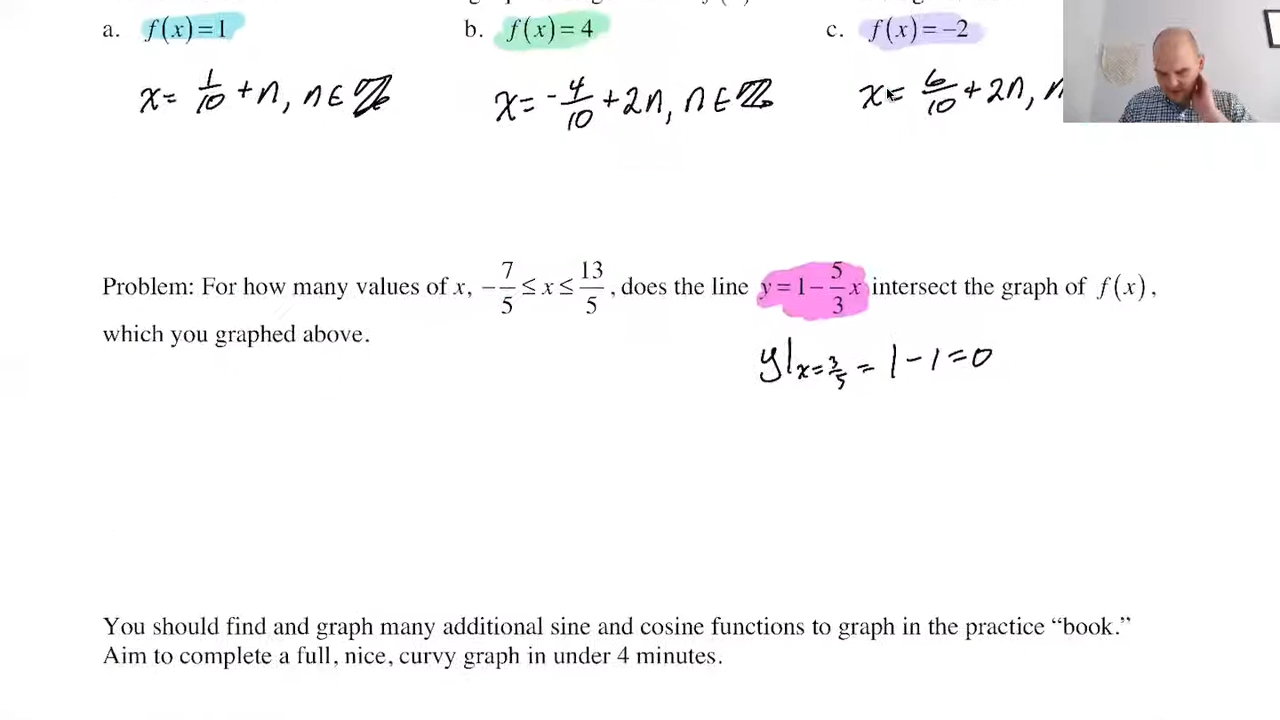 a. f(x)=1 b. f(x)=4 c. f(x)=-2
x= 1/10 +n, n∈ℤ x= -4/10 +2n, n∈ℤ x= 6/10 +2n, n
Problem: For how many values of x, -7/5 ≤ x ≤ 13/5, does the line y=1-5/3x intersect the graph of f(x),
which you graphed above.
y|x=3/5 = 1-1=0
You should find and graph many additional sine and cosine functions to graph in the practice “book.”
Aim to complete a full, nice, curvy graph in under 4 minutes.